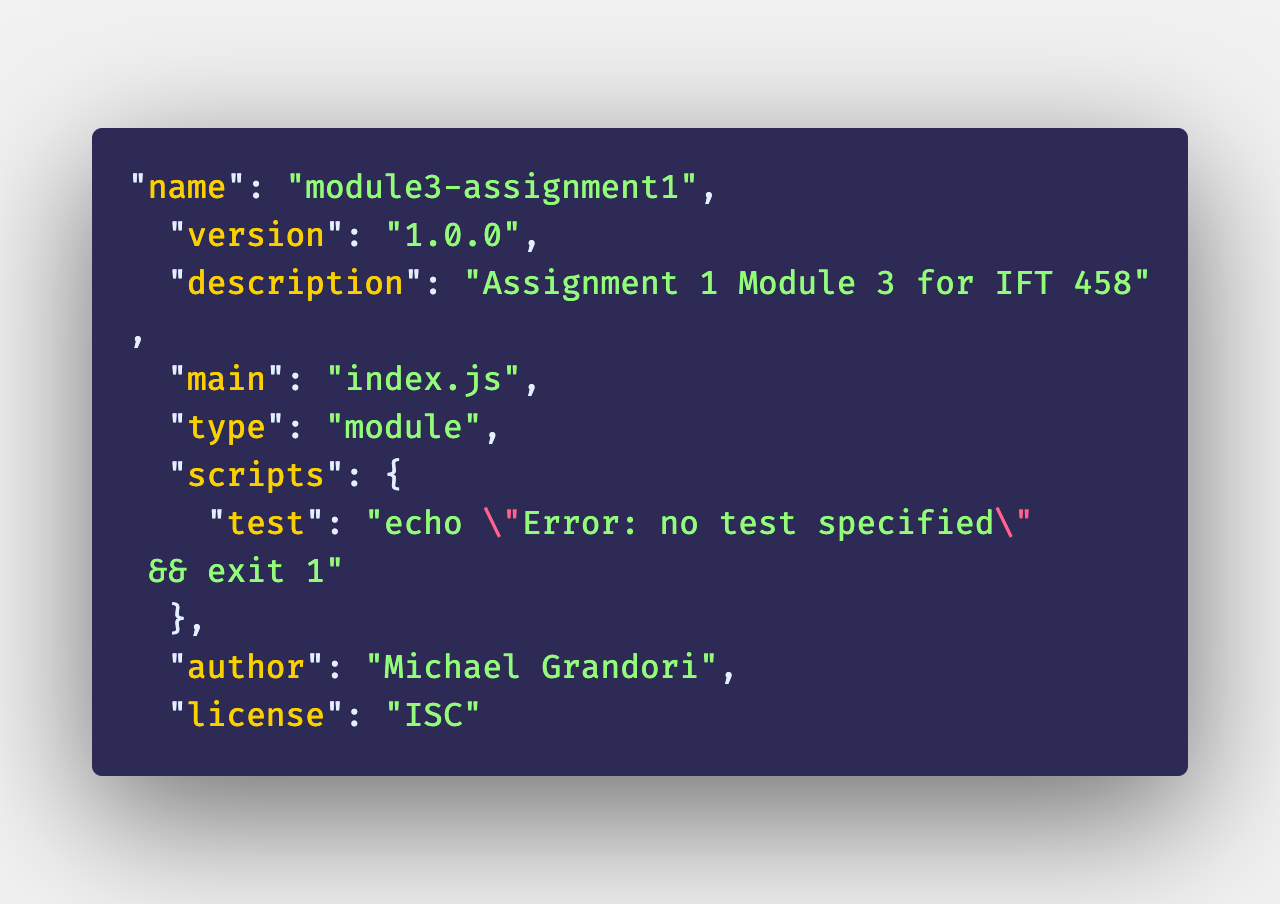 "name": "module3-assignment1",
  "version": "1.0.0",
  "description": "Assignment 1 Module 3 for IFT 458"
,
  "main": "index.js",
  "type": "module",
  "scripts": {
    "test": "echo \"Error: no test specified\"
 && exit 1"
  },
  "author": "Michael Grandori",
  "license": "ISC"